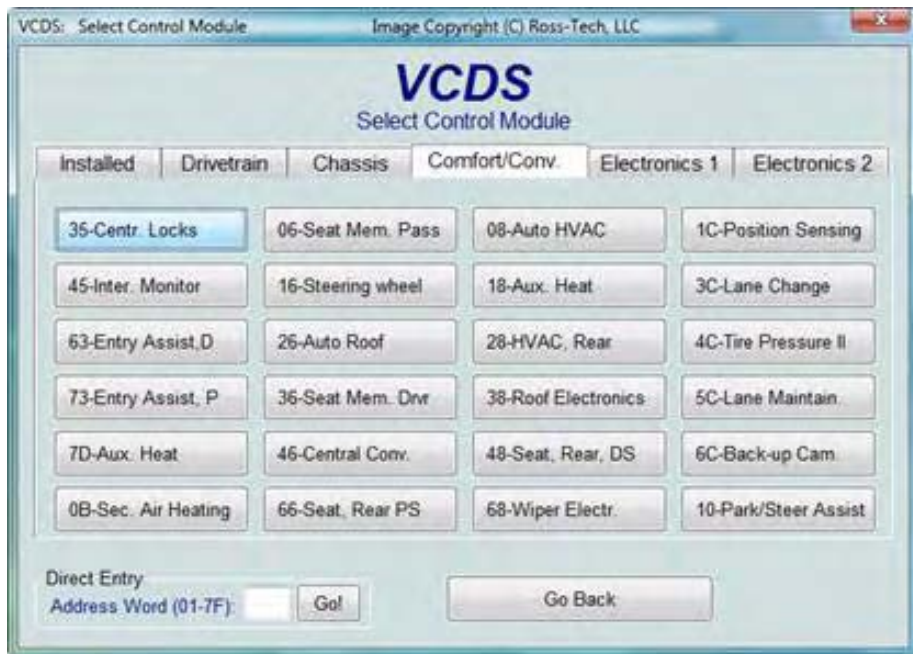 VCDS: Select Control Module Image Copyright (C) Ross-Tech, LLC
VCDS
Select Control Module
Installed Drivetrain Chassis Comfort/Conv. Electronics 1 Electronics 2
35-Centr. Locks 06-Seat Mem. Pass 08-Auto HVAC 1C-Position Sensing
45-Inter. Monitor 16-Steering wheel 18-Aux. Heat 3C-Lane Change
63-Entry Assist,D 26-Auto Roof 28-HVAC, Rear 4C-Tire Pressure II
73-Entry Assist, P 36-Seat Mem. Drvr 38-Roof Electronics 5C-Lane Maintain.
7D-Aux. Heat 46-Central Conv. 48-Seat, Rear, DS 6C-Back-up Cam.
0B-Sec. Air Heating 66-Seat, Rear PS 68-Wiper Electr. 10-Park/Steer Assist
Direct Entry
Address Word (01-7F): Go! Go Back